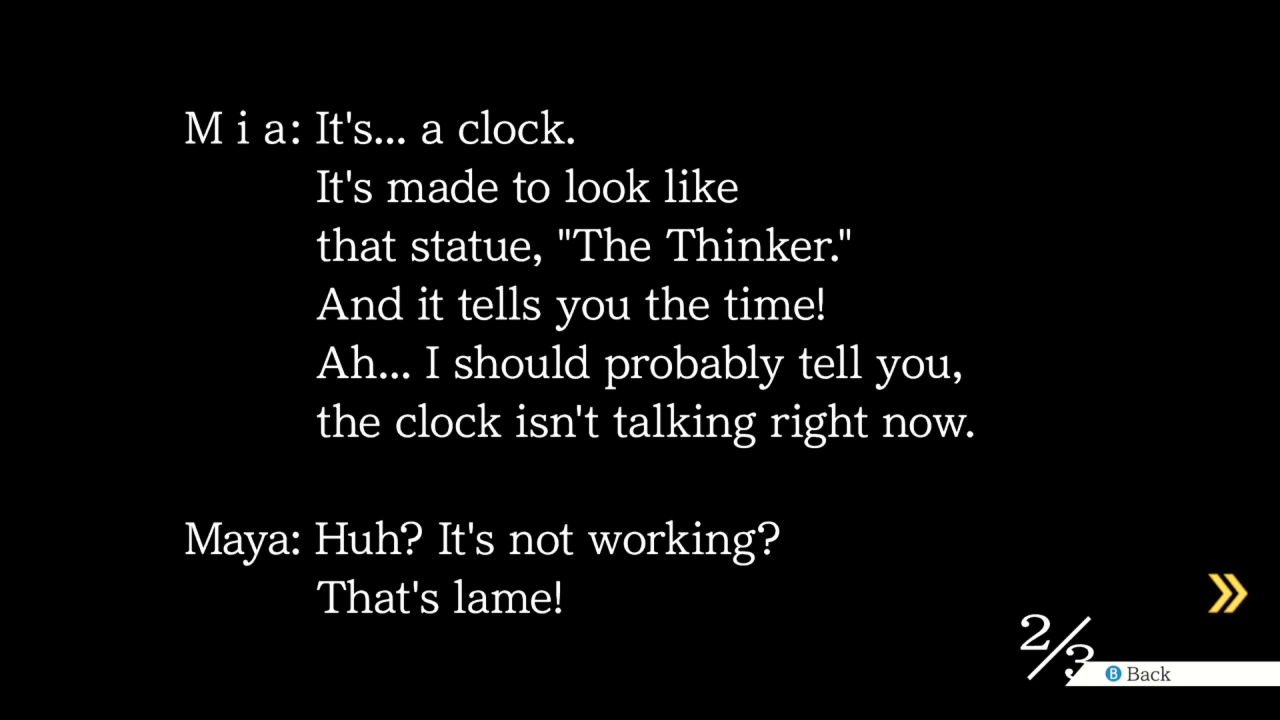 M i a: It's... a clock.
It's made to look like
that statue, "The Thinker."
And it tells you the time!
Ah... I should probably tell you,
the clock isn't talking right now.
Maya: Huh? It's not working?
That's lame!
2/3
B Back